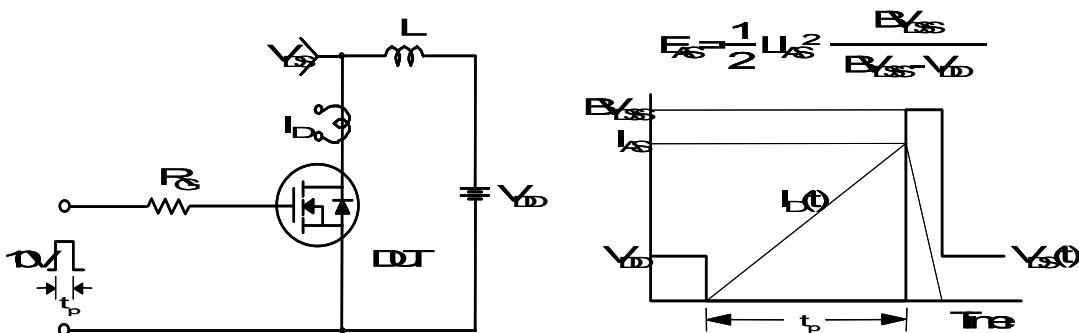 L
V_DS
I_D
R_G
10V
t_p
DUT
V_DD
E_AS = 1/2 L I_AS^2 BV_DSS / (BV_DSS - V_DD)
BV_DSS
I_AS
I_D(t)
V_DD
V_DS(t)
t_p
Time